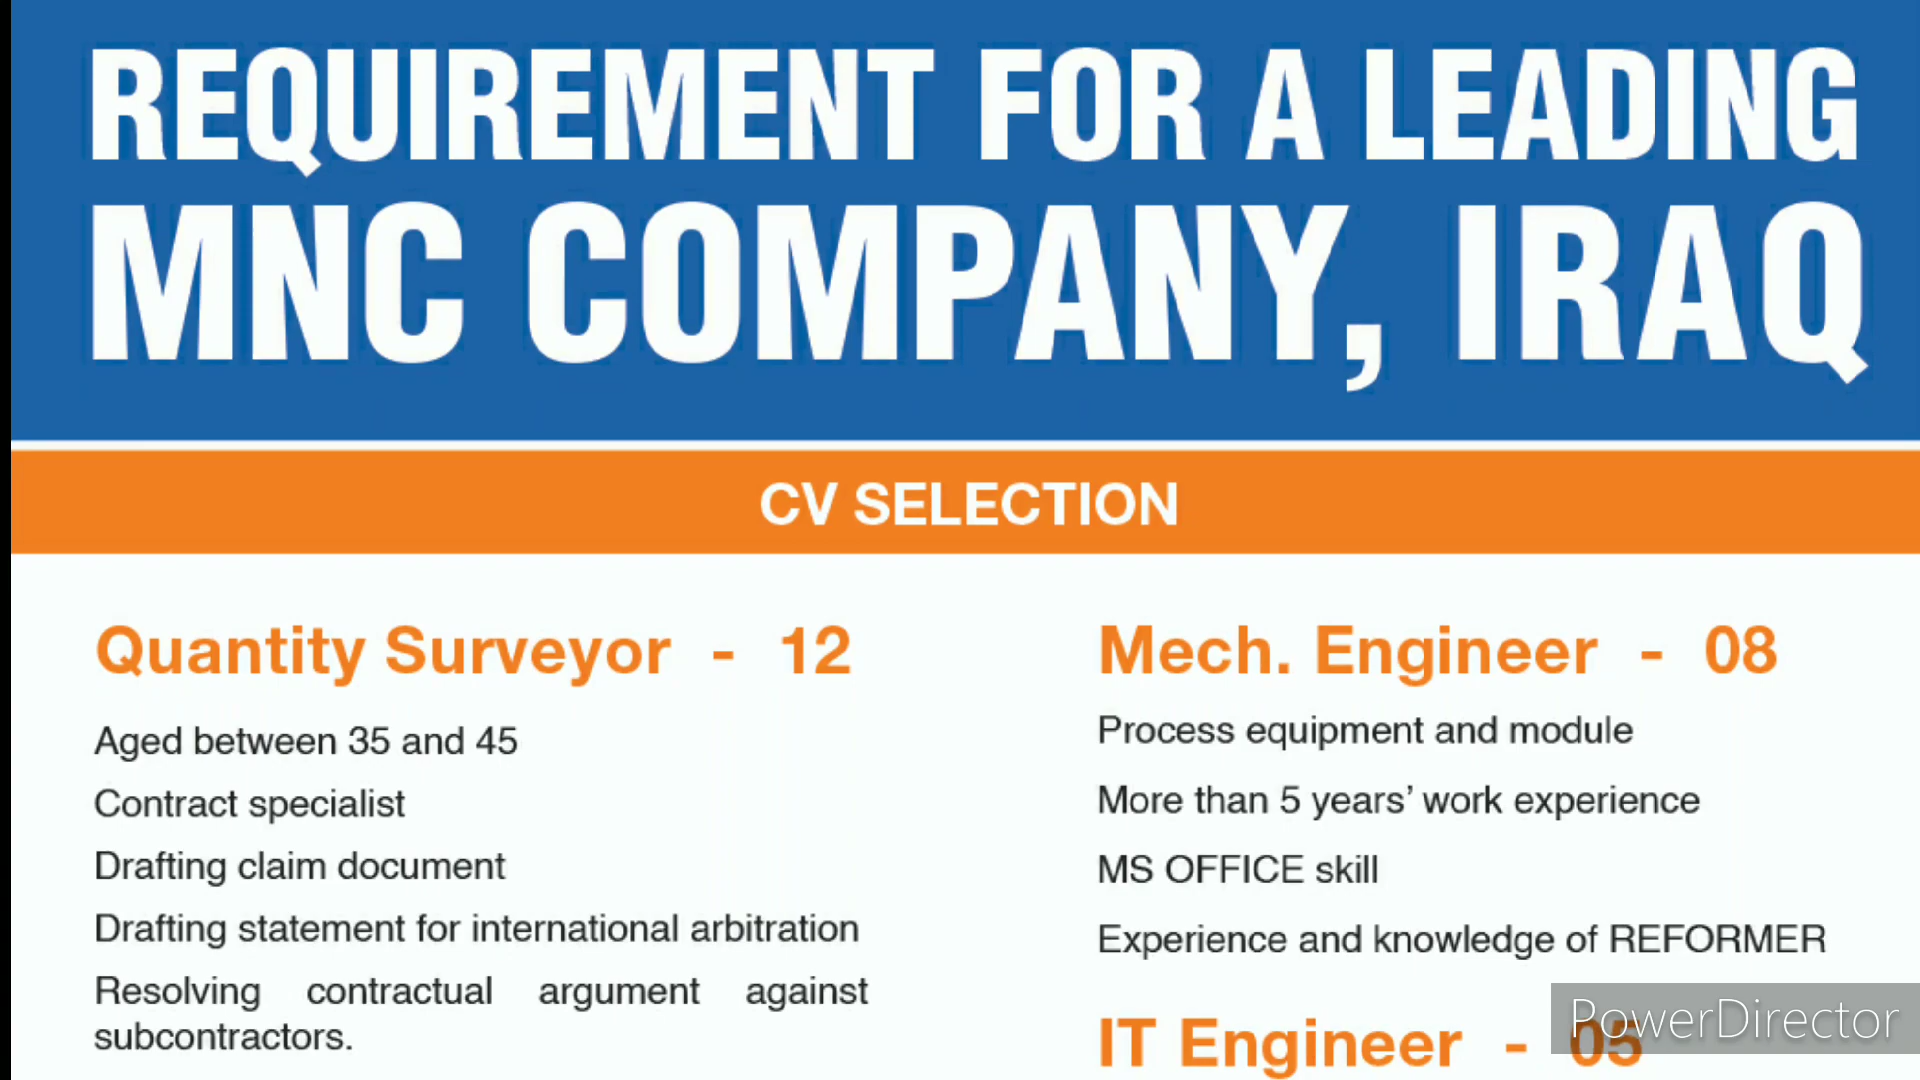 REQUIREMENT FOR A LEADING
MNC COMPANY, IRAQ
CV SELECTION
Quantity Surveyor - 12
Aged between 35 and 45
Contract specialist
Drafting claim document
Drafting statement for international arbitration
Resolving contractual argument against
subcontractors.
Mech. Engineer - 08
Process equipment and module
More than 5 years' work experience
MS OFFICE skill
Experience and knowledge of REFORMER
IT Engineer - 05
PowerDirector